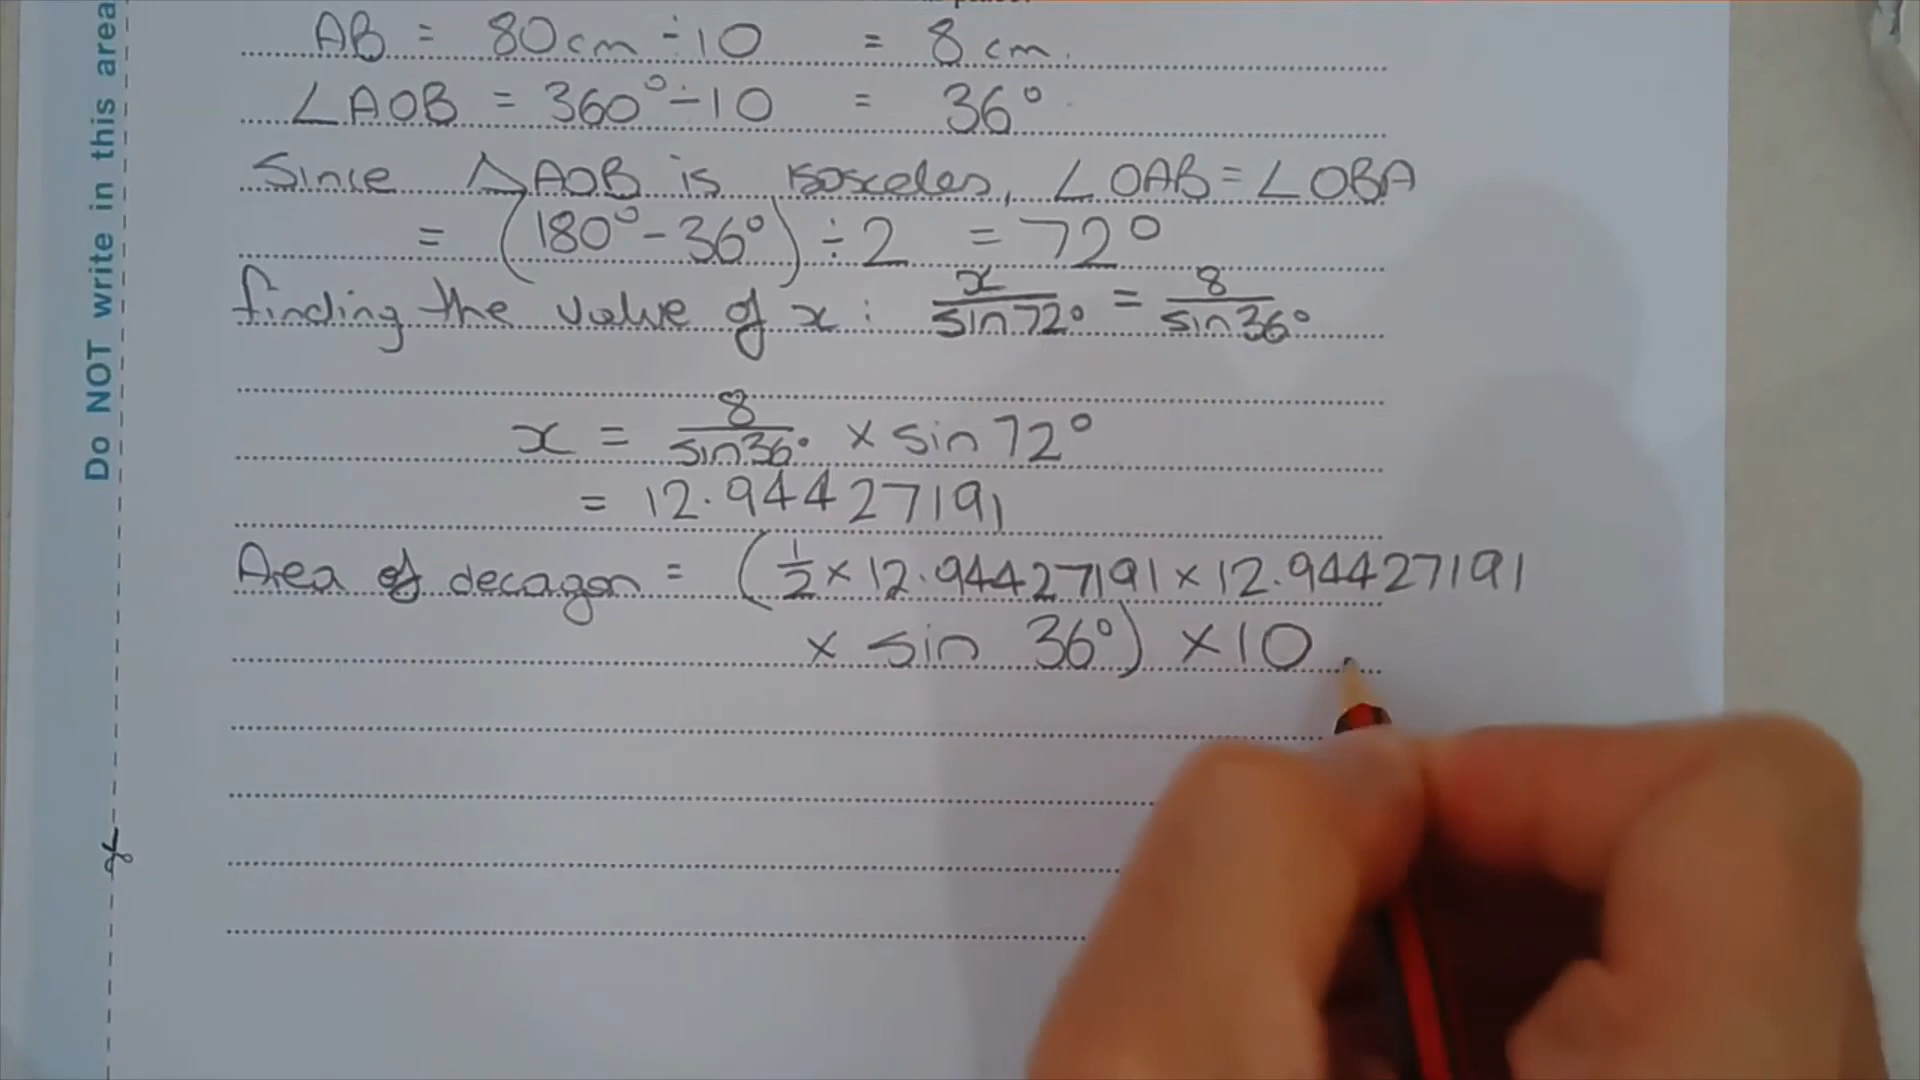 AB = 80cm ÷ 10 = 8 cm.
∠AOB = 360° ÷ 10 = 36°
Since △AOB is isosceles, ∠OAB = ∠OBA
= (180° - 36°) ÷ 2 = 72°
finding the value of x : x/sin72° = 8/sin36°
x = 8/sin36° × sin 72°
= 12.94427191
Area of decagon = (1/2 × 12.94427191 × 12.94427191
× sin 36°) × 10
Do NOT write in this area